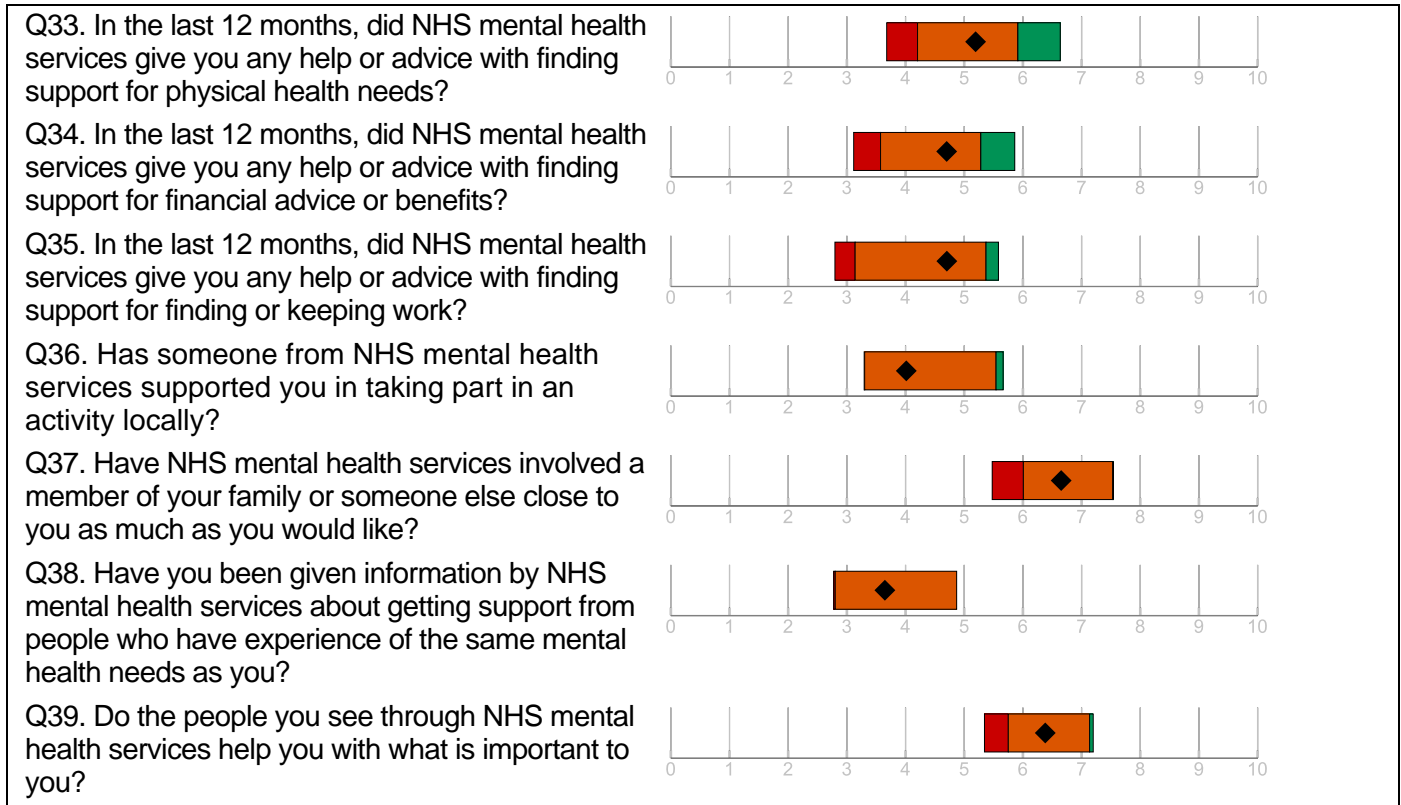 Q33. In the last 12 months, did NHS mental health
services give you any help or advice with finding
support for physical health needs?
0 1 2 3 4 5 6 7 8 9 10
Q34. In the last 12 months, did NHS mental health
services give you any help or advice with finding
support for financial advice or benefits?
0 1 2 3 4 5 6 7 8 9 10
Q35. In the last 12 months, did NHS mental health
services give you any help or advice with finding
support for finding or keeping work?
0 1 2 3 4 5 6 7 8 9 10
Q36. Has someone from NHS mental health
services supported you in taking part in an
activity locally?
0 1 2 3 4 5 6 7 8 9 10
Q37. Have NHS mental health services involved a
member of your family or someone else close to
you as much as you would like?
0 1 2 3 4 5 6 7 8 9 10
Q38. Have you been given information by NHS
mental health services about getting support from
people who have experience of the same mental
health needs as you?
0 1 2 3 4 5 6 7 8 9 10
Q39. Do the people you see through NHS mental
health services help you with what is important to
you?
0 1 2 3 4 5 6 7 8 9 10